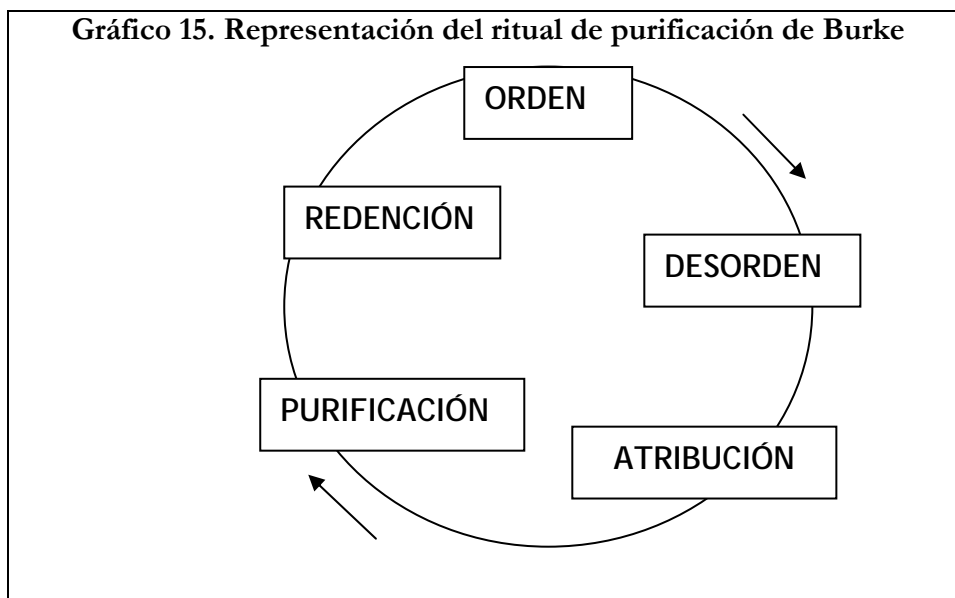 Gráfico 15. Representación del ritual de purificación de Burke
ORDEN
REDENCIÓN
DESORDEN
PURIFICACIÓN
ATRIBUCIÓN